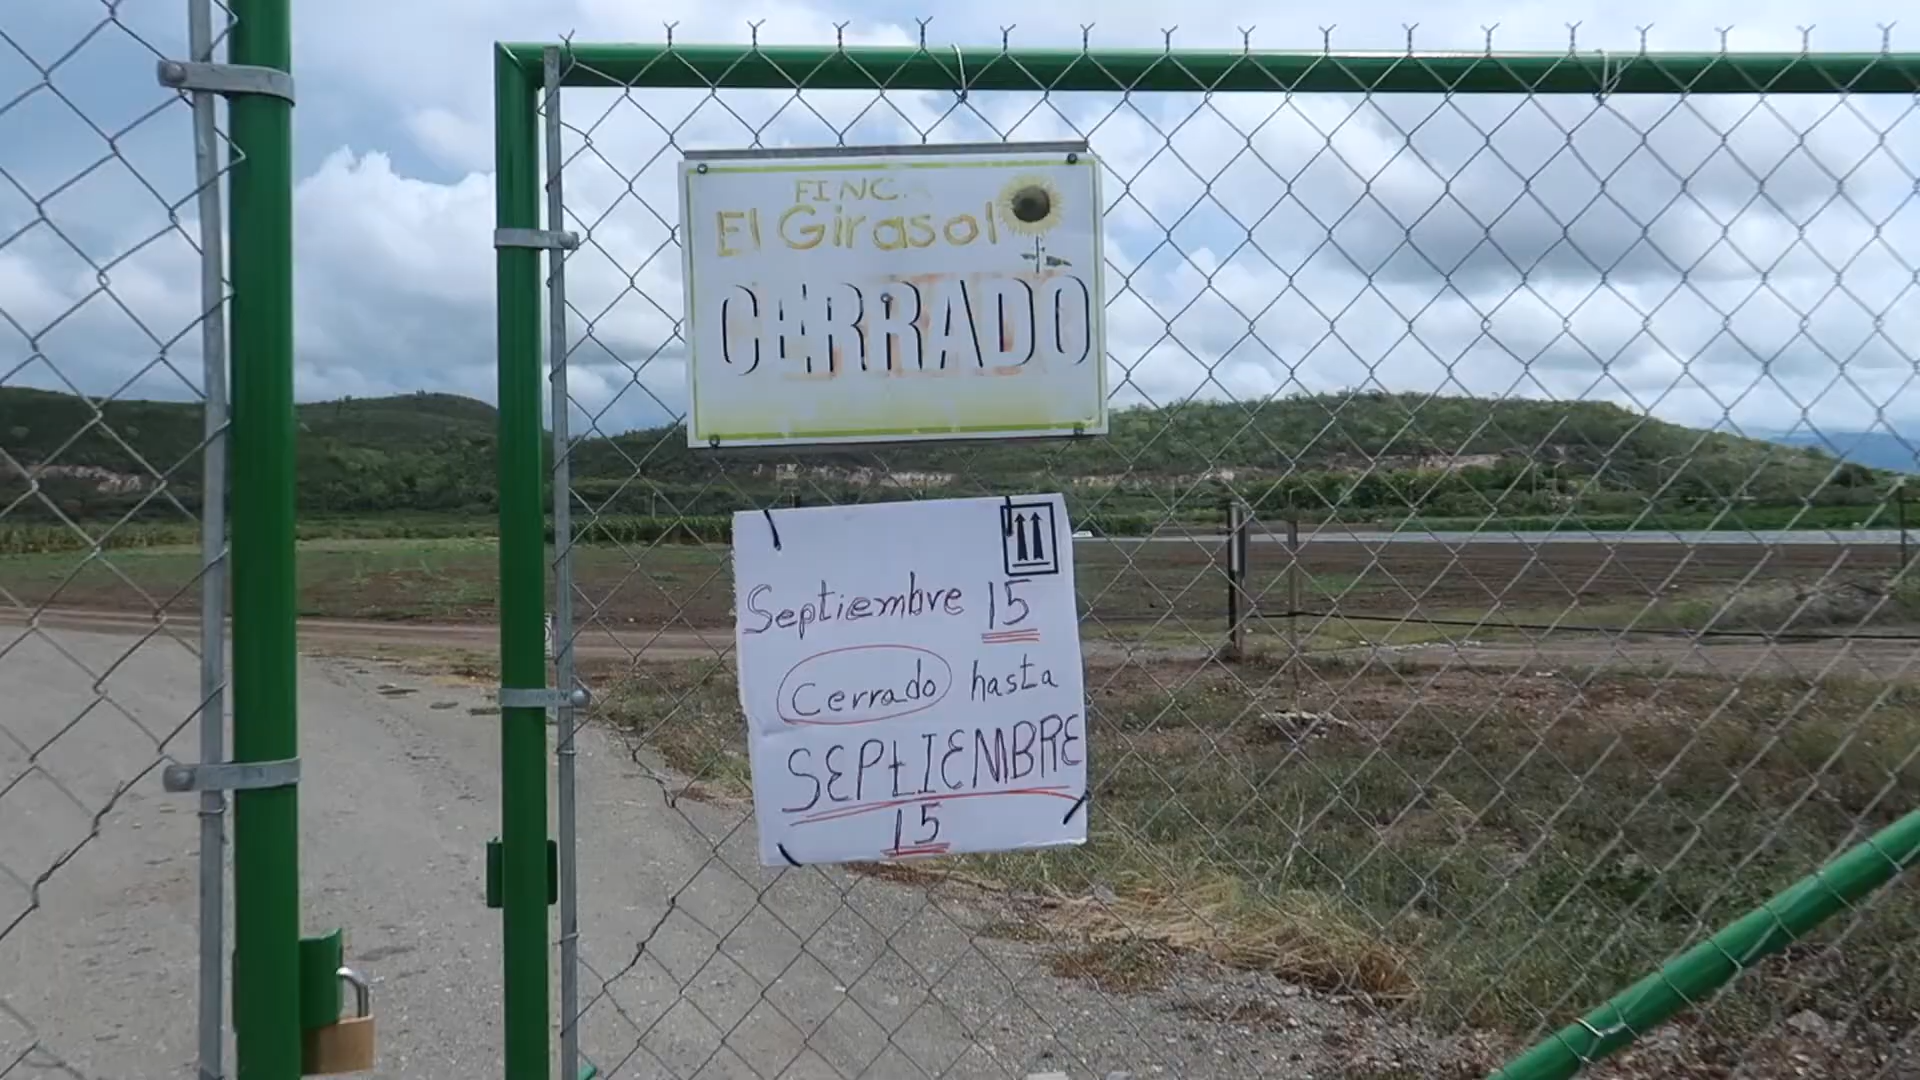 FINCA
El Girasol
CERRADO
Septiembre 15
Cerrado hasta
SEPTIEMBRE
15